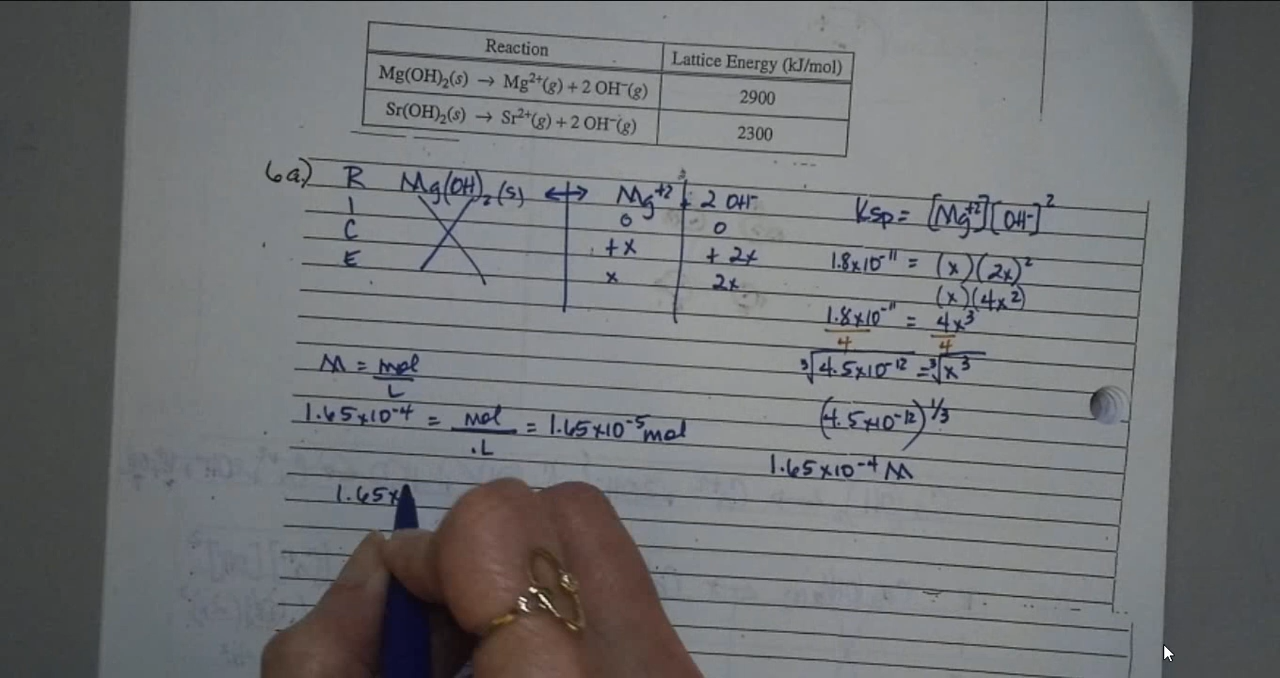 Reaction Lattice Energy (kJ/mol)
Mg(OH)₂(s) → Mg²⁺(g) + 2 OH⁻(g) 2900
Sr(OH)₂(s) → Sr²⁺(g) + 2 OH⁻(g) 2300
6a.) R Mg(OH)₂(s) ↔ Mg⁺² + 2 OH⁻
I 0 0
C +x + 2x
E x 2x
Ksp = [Mg⁺²][OH⁻]²
1.8x10⁻¹¹ = (x)(2x)²
(x)(4x²)
1.8x10⁻¹¹ = 4x³
4 4
³√4.5x10⁻¹² = ³√x³
(4.5x10⁻¹²)^1/3
1.65x10⁻⁴ M
M = mol
L
1.65x10⁻⁴ = mol = 1.65x10⁻⁵ mol
.1L
1.65x